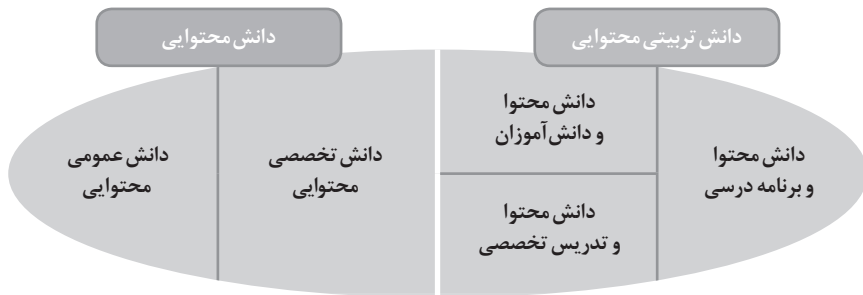 دانش تربیتی محتوایی
دانش محتوایی
دانش محتوا
و برنامه درسی
دانش محتوا
و دانش‌آموزان
دانش محتوا
و تدریس تخصصی
دانش تخصصی
محتوایی
دانش عمومی
محتوایی